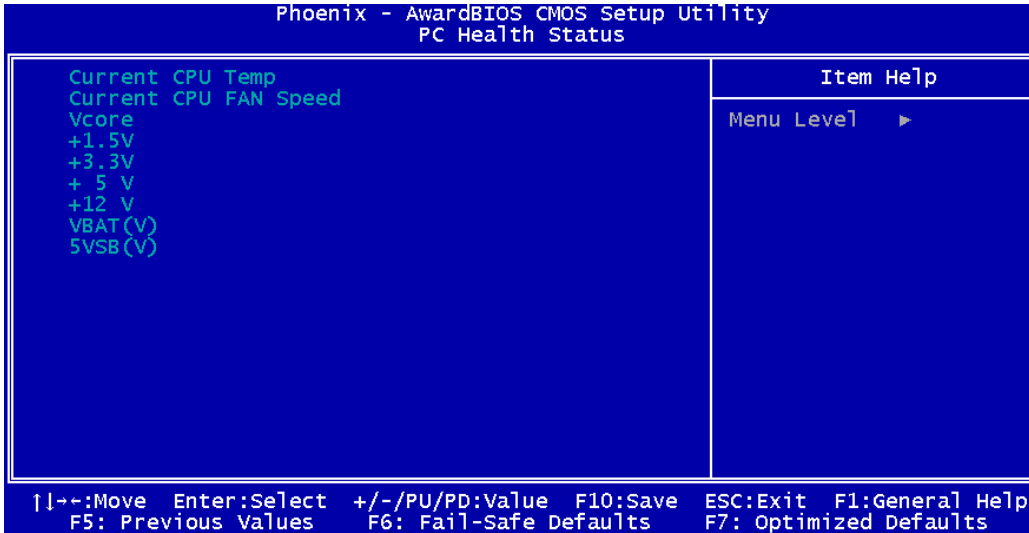 Phoenix - AwardBIOS CMOS Setup Utility
PC Health Status
Current CPU Temp
Current CPU FAN Speed
Vcore
+1.5V
+3.3V
+ 5 V
+12 V
VBAT(V)
5VSB(V)
Item Help
Menu Level ►
↑↓→←:Move Enter:Select +/-/PU/PD:Value F10:Save ESC:Exit F1:General Help
F5: Previous Values F6: Fail-Safe Defaults F7: Optimized Defaults